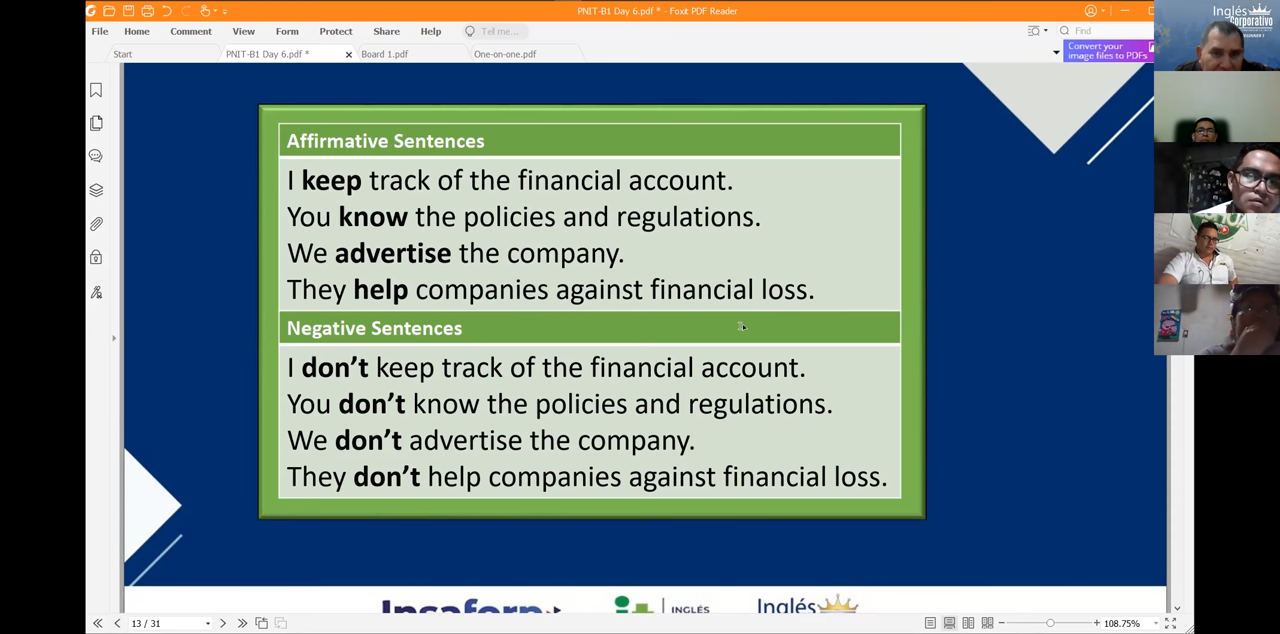 PNIT-B1 Day 6.pdf * - Foxit PDF Reader
File Home Comment View Form Protect Share Help Tell me... Find
Start PNIT-B1 Day 6.pdf * Board 1.pdf One-on-one.pdf
Convert your
image files to PDFs
Inglés
Corporativo
Affirmative Sentences
I keep track of the financial account.
You know the policies and regulations.
We advertise the company.
They help companies against financial loss.
Negative Sentences
I don't keep track of the financial account.
You don't know the policies and regulations.
We don't advertise the company.
They don't help companies against financial loss.
Insaforp INGLÉS Inglés
13 / 31 108.75%